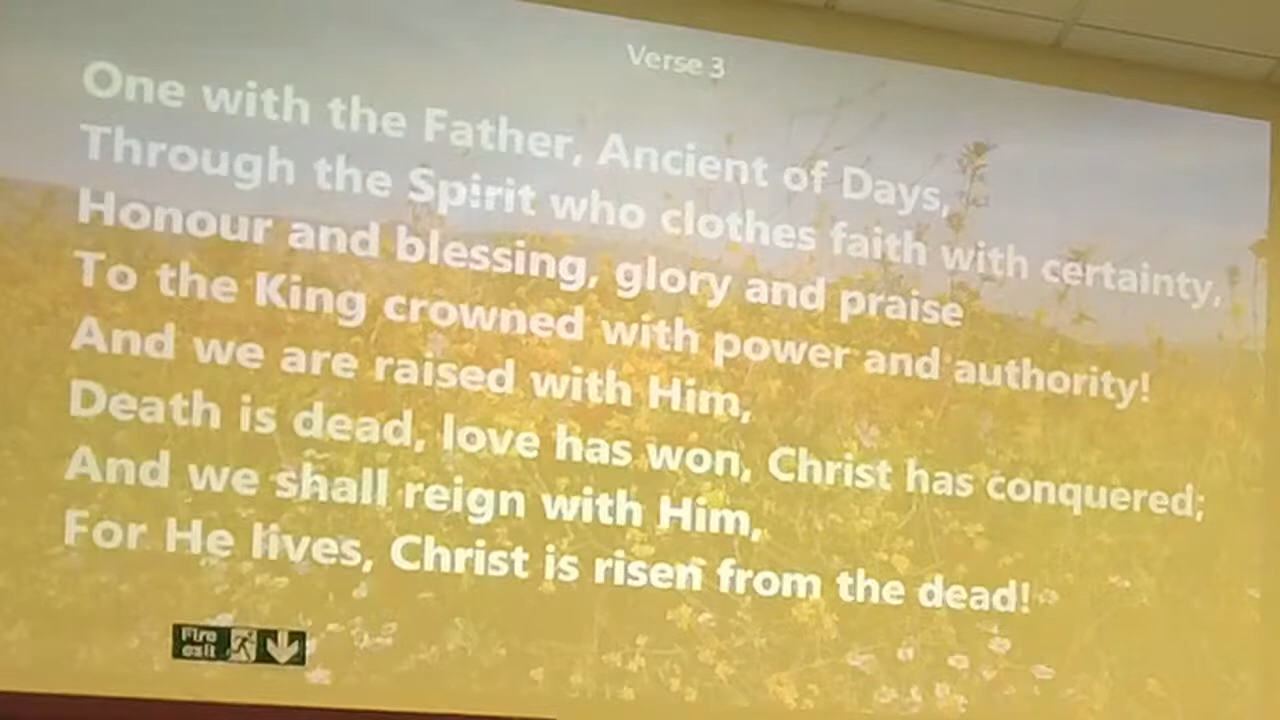 Verse 3
One with the Father, Ancient of Days,
Through the Spirit who clothes faith with certainty,
Honour and blessing, glory and praise
To the King crowned with power and authority!
And we are raised with Him,
Death is dead, love has won, Christ has conquered;
And we shall reign with Him,
For He lives, Christ is risen from the dead!
Fire
exit